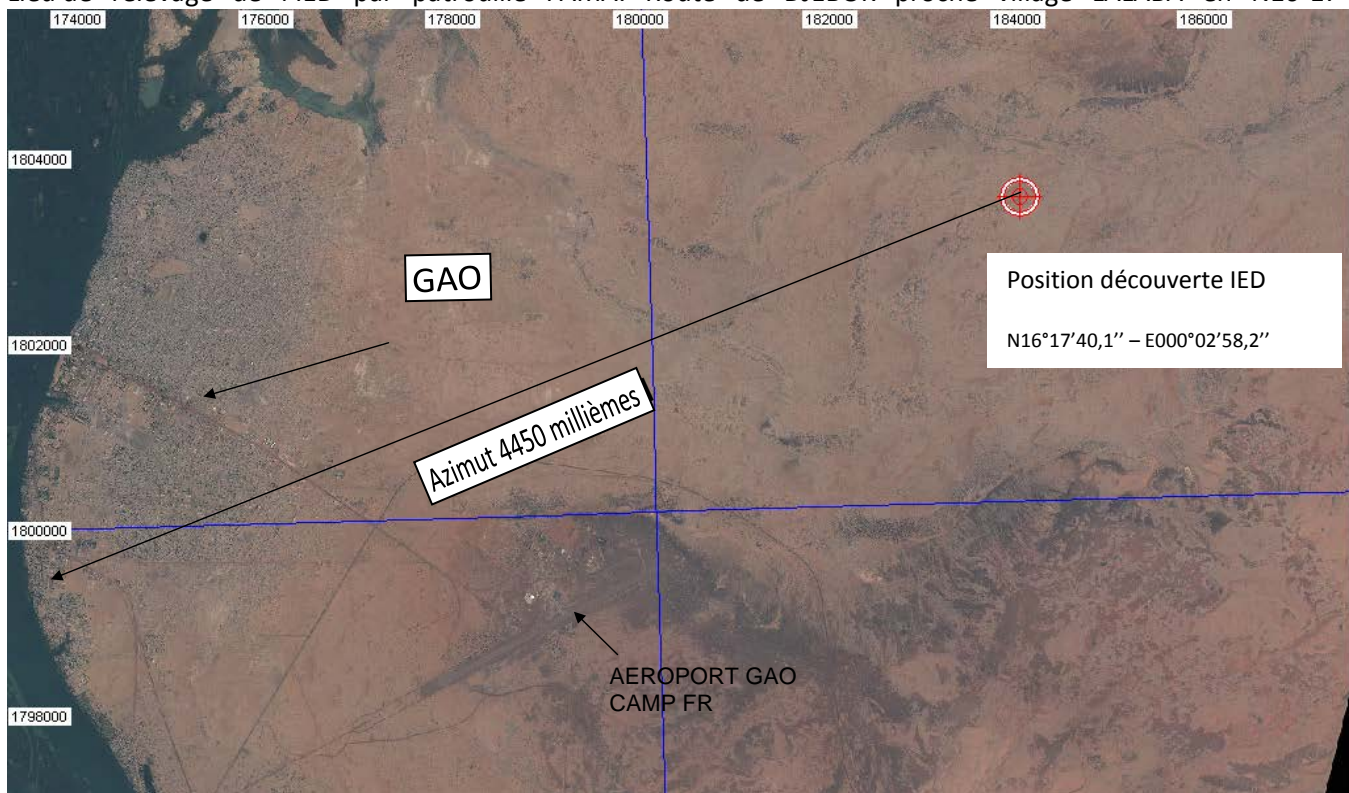 174000 176000 178000 180000 182000 184000 186000
1804000
GAO
Position découverte IED
N16°17'40,1'' – E000°02'58,2''
1802000
Azimut 4450 millièmes
1800000
AEROPORT GAO
CAMP FR
1798000